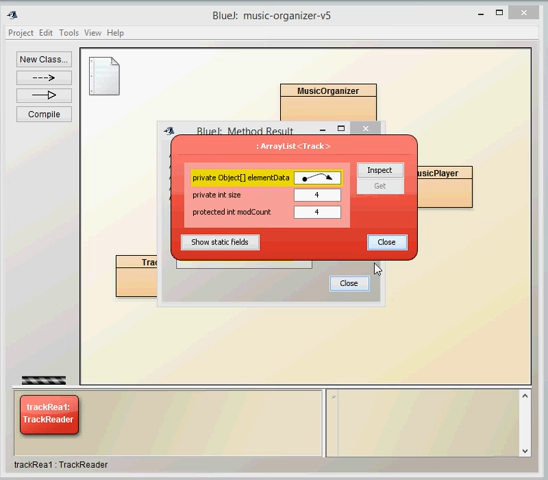 BlueJ: music-organizer-v5
Project Edit Tools View Help
New Class...
Compile
MusicOrganizer
BlueJ: Method Result
: ArrayList<Track>
private Object[] elementData
Inspect
private int size 4
Get
protected int modCount 4
Show static fields
Close
Close
trackRea1:
TrackReader
trackRea1 : TrackReader